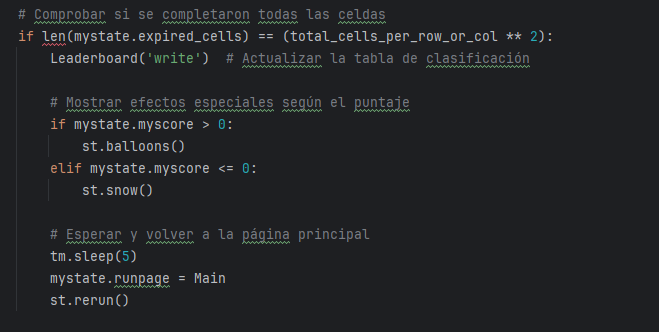 # Comprobar si se completaron todas las celdas
if len(mystate.expired_cells) == (total_cells_per_row_or_col ** 2):
Leaderboard('write')  # Actualizar la tabla de clasificación
# Mostrar efectos especiales según el puntaje
if mystate.myscore > 0:
st.balloons()
elif mystate.myscore <= 0:
st.snow()
# Esperar y volver a la página principal
tm.sleep(5)
mystate.runpage = Main
st.rerun()